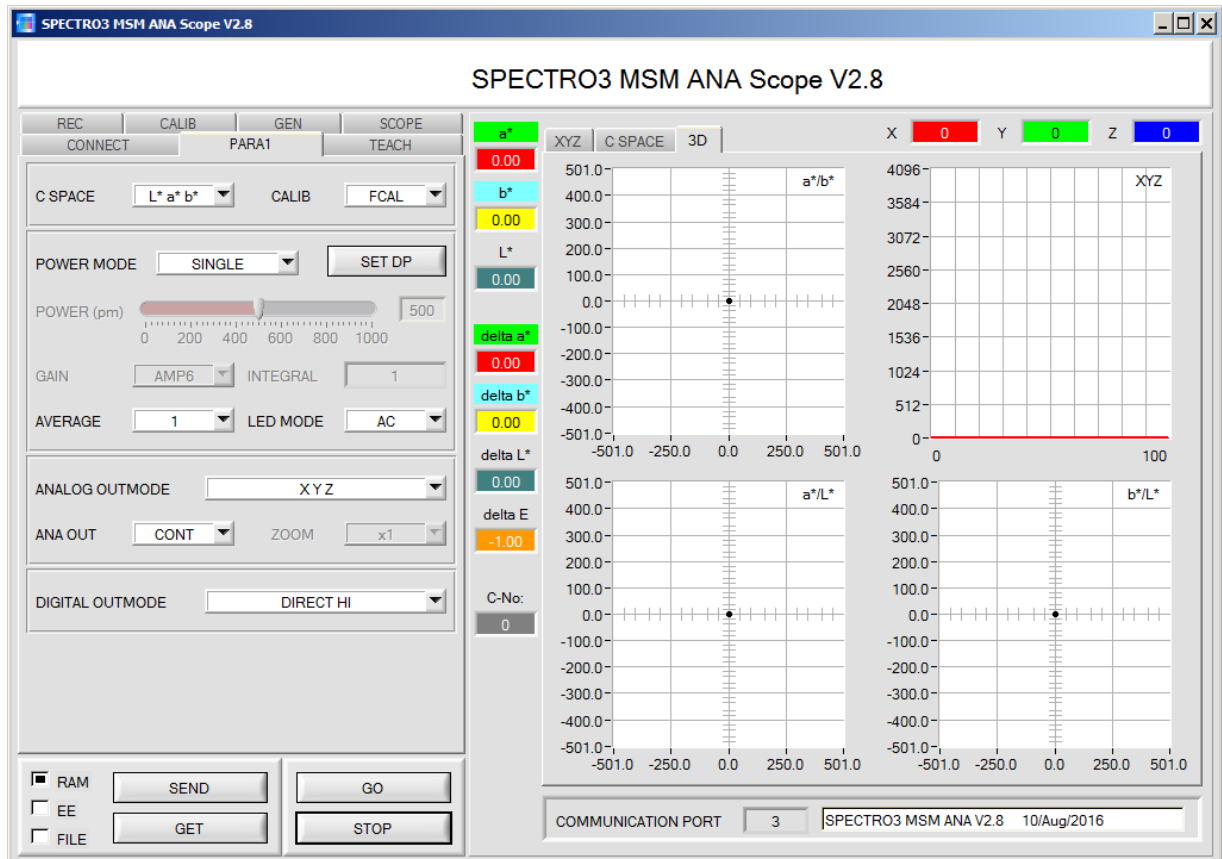 SPECTRO3 MSM ANA Scope V2.8
SPECTRO3 MSM ANA Scope V2.8
REC CALIB GEN SCOPE
CONNECT PARA1 TEACH
C SPACE L* a* b* CALIB FCAL
POWER MODE SINGLE SET DP
POWER (pm) 500
0 200 400 600 800 1000
GAIN AMP6 INTEGRAL 1
AVERAGE 1 LED MODE AC
ANALOG OUTMODE X Y Z
ANA OUT CONT ZOOM x1
DIGITAL OUTMODE DIRECT HI
RAM SEND GO
EE
GET STOP
FILE
a*
0.00
b*
0.00
L*
0.00
delta a*
0.00
delta b*
0.00
delta L*
0.00
delta E
-1.00
C-No:
0
XYZ C SPACE 3D
X 0 Y 0 Z 0
a*/b*
501.0
400.0
300.0
200.0
100.0
0.0
-100.0
-200.0
-300.0
-400.0
-501.0
-501.0 -250.0 0.0 250.0 501.0
XYZ
4096
3584
3072
2560
2048
1536
1024
512
0
0 100
a*/L*
501.0
400.0
300.0
200.0
100.0
0.0
-100.0
-200.0
-300.0
-400.0
-501.0
-501.0 -250.0 0.0 250.0 501.0
b*/L*
501.0
400.0
300.0
200.0
100.0
0.0
-100.0
-200.0
-300.0
-400.0
-501.0
-501.0 -250.0 0.0 250.0 501.0
COMMUNICATION PORT 3 SPECTRO3 MSM ANA V2.8 10/Aug/2016